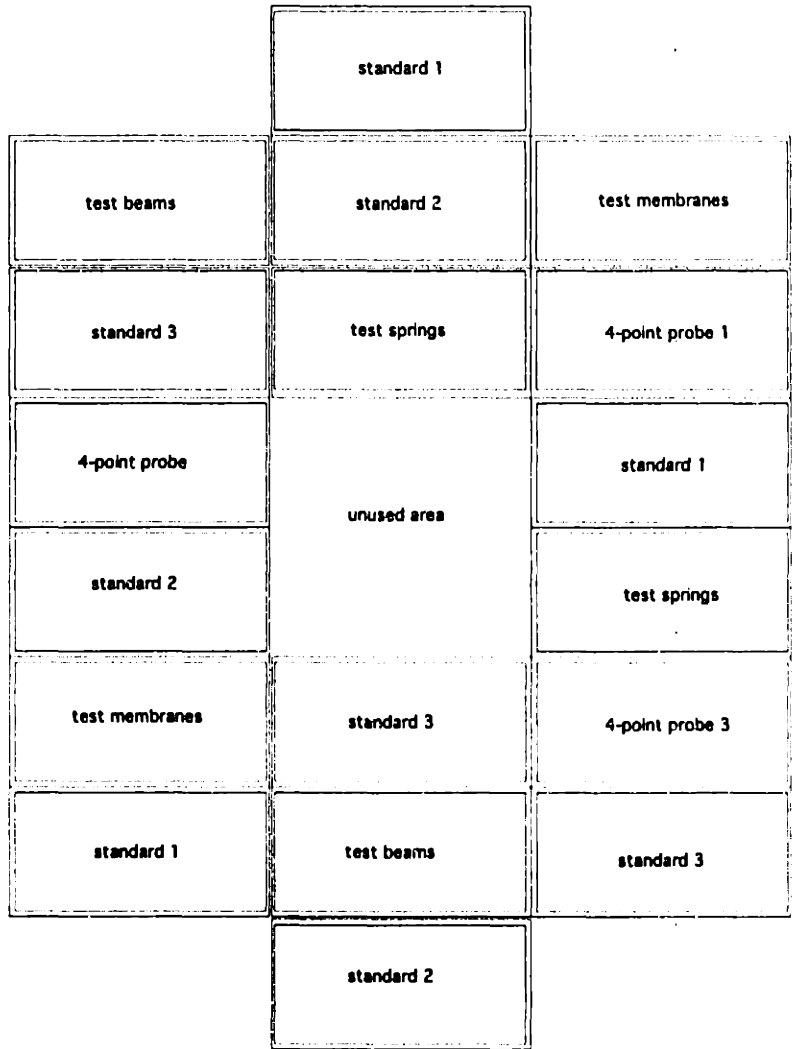 standard 1
test beams
standard 2
test membranes
standard 3
test springs
4-point probe 1
4-point probe
unused area
standard 1
standard 2
test springs
test membranes
standard 3
4-point probe 3
standard 1
test beams
standard 3
standard 2